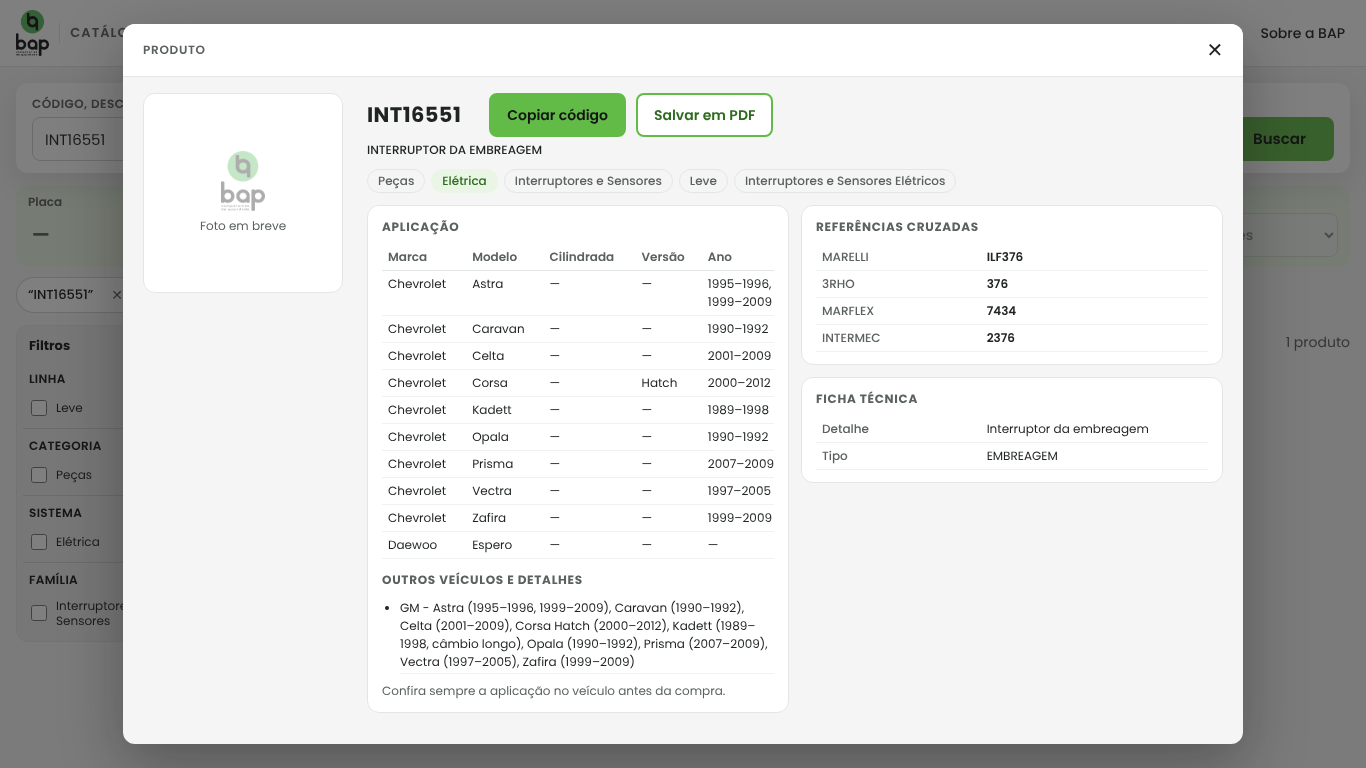 bap
CATÁLO
Sobre a BAP
CÓDIGO, DESC
INT16551
Buscar
Placa
—
es
“INT16551” ×
1 produto
Filtros
LINHA
Leve
CATEGORIA
Peças
SISTEMA
Elétrica
FAMÍLIA
Interruptore
Sensores
PRODUTO
✕
bap
Foto em breve
INT16551
Copiar código
Salvar em PDF
INTERRUPTOR DA EMBREAGEM
Peças Elétrica Interruptores e Sensores Leve Interruptores e Sensores Elétricos
APLICAÇÃO
Marca Modelo Cilindrada Versão Ano
Chevrolet Astra — — 1995–1996,
1999–2009
Chevrolet Caravan — — 1990–1992
Chevrolet Celta — — 2001–2009
Chevrolet Corsa — Hatch 2000–2012
Chevrolet Kadett — — 1989–1998
Chevrolet Opala — — 1990–1992
Chevrolet Prisma — — 2007–2009
Chevrolet Vectra — — 1997–2005
Chevrolet Zafira — — 1999–2009
Daewoo Espero — — —
OUTROS VEÍCULOS E DETALHES
• GM - Astra (1995–1996, 1999–2009), Caravan (1990–1992),
Celta (2001–2009), Corsa Hatch (2000–2012), Kadett (1989–
1998, câmbio longo), Opala (1990–1992), Prisma (2007–2009),
Vectra (1997–2005), Zafira (1999–2009)
Confira sempre a aplicação no veículo antes da compra.
REFERÊNCIAS CRUZADAS
MARELLI ILF376
3RHO 376
MARFLEX 7434
INTERMEC 2376
FICHA TÉCNICA
Detalhe Interruptor da embreagem
Tipo EMBREAGEM